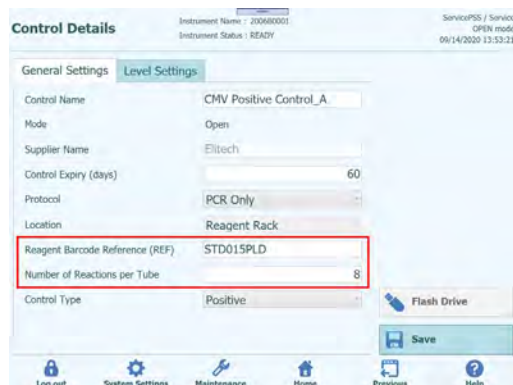 Control Details
Instrument Name : 200680001
Instrument Status : READY
ServicePSS / Service
OPEN mode
09/14/2020 13:53:21
General Settings Level Settings
Control Name CMV Positive Control_A
Mode Open
Supplier Name Elitech
Control Expiry (days) 60
Protocol PCR Only
Location Reagent Rack
Reagent Barcode Reference (REF) STD015PLD
Number of Reactions per Tube 8
Control Type Positive
Flash Drive
Save
Log out System Settings Maintenance Home Previous Help